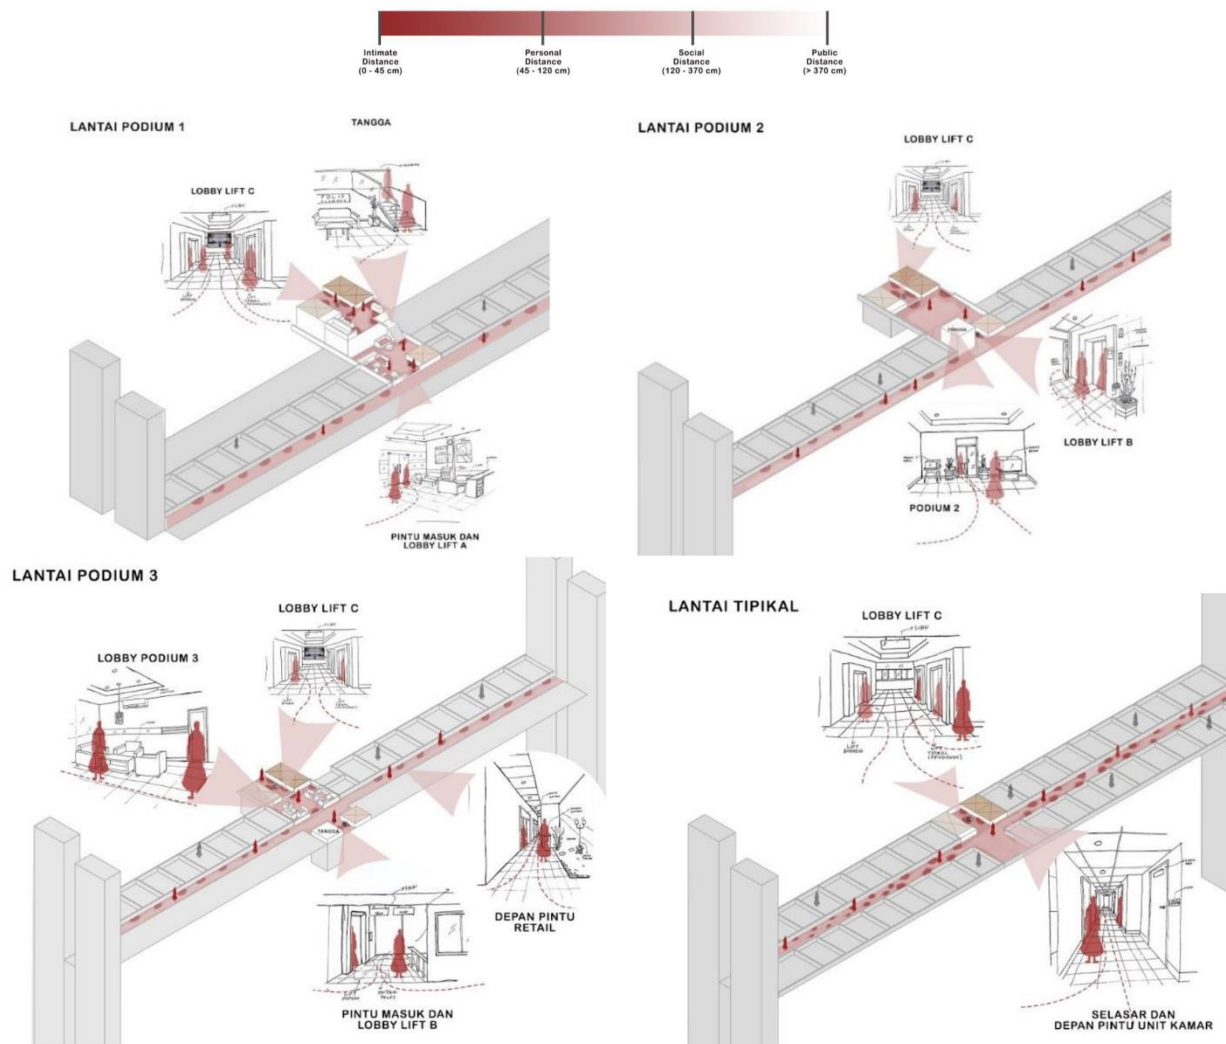 Intimate
Distance
(0 - 45 cm)
Personal
Distance
(45 - 120 cm)
Social
Distance
(120 - 370 cm)
Public
Distance
(> 370 cm)
LANTAI PODIUM 1
TANGGA
LOBBY LIFT C
PINTU MASUK DAN
LOBBY LIFT A
LANTAI PODIUM 2
LOBBY LIFT C
TANGGA
LOBBY LIFT B
PODIUM 2
LANTAI PODIUM 3
LOBBY LIFT C
LOBBY PODIUM 3
TANGGA
DEPAN PINTU
RETAIL
PINTU MASUK DAN
LOBBY LIFT B
LANTAI TIPIKAL
LOBBY LIFT C
SELASAR DAN
DEPAN PINTU UNIT KAMAR